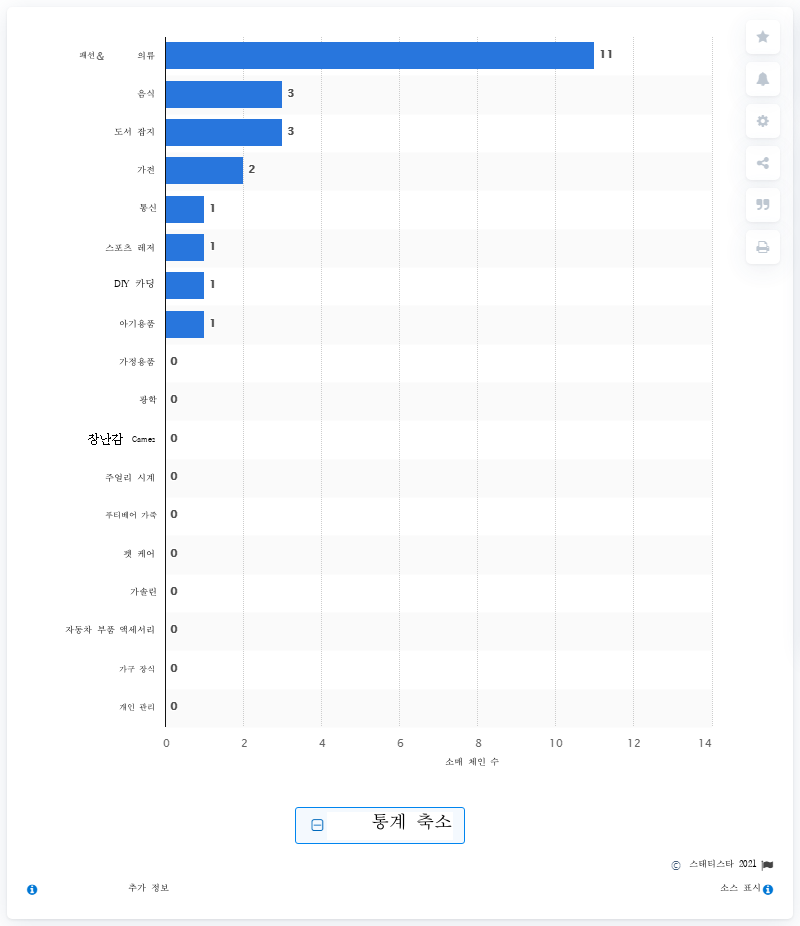 패션& 의류 11
음식 3
도서 잡지 3
가전 2
통신 1
스포츠 레저 1
DIY 카딩 1
아기용품 1
가정용품 0
광학 0
장난감 Games 0
주얼리 시계 0
푸티베어 가죽 0
펫 케어 0
가솔린 0
자동차 부품 액세서리 0
가구 장식 0
개인 관리 0
0 2 4 6 8 10 12 14
소매 체인 수
통계 축소
© 스태티스타 2021
추가 정보 소스 표시